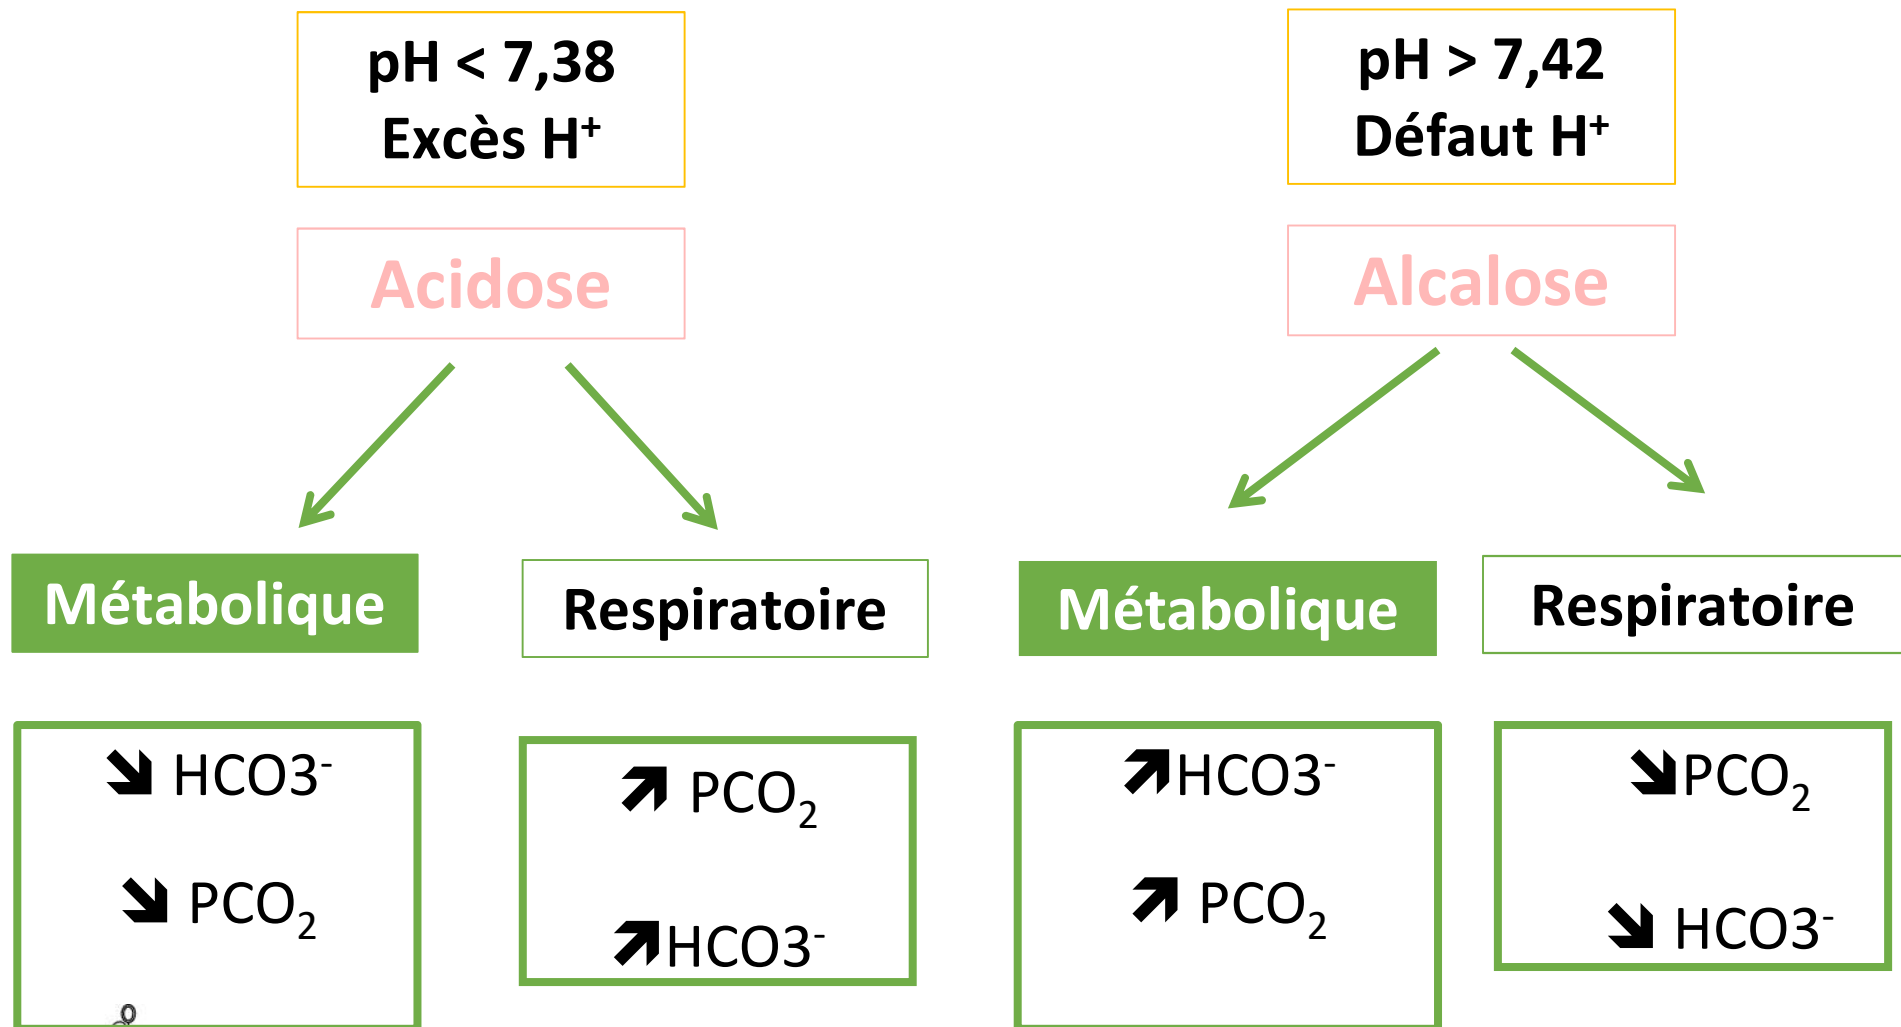 pH < 7,38
Excès H⁺
Acidose
Métabolique
↘ HCO3⁻
↘ PCO₂
Respiratoire
↗ PCO₂
↗HCO3⁻
pH > 7,42
Défaut H⁺
Alcalose
Métabolique
↗HCO3⁻
↗ PCO₂
Respiratoire
↘PCO₂
↘ HCO3⁻